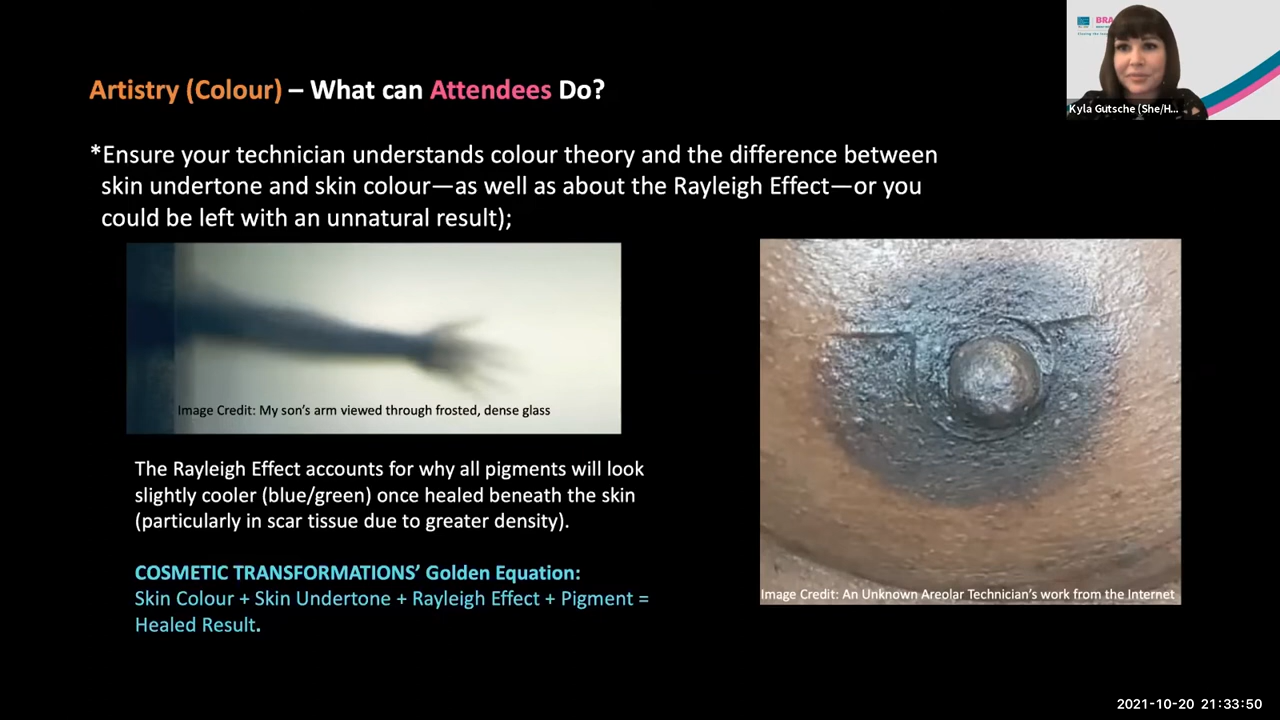 BRA
Artistry (Colour) – What can Attendees Do?
Kyla Gutsche (She/H...
*Ensure your technician understands colour theory and the difference between
skin undertone and skin colour—as well as about the Rayleigh Effect—or you
could be left with an unnatural result);
Image Credit: My son's arm viewed through frosted, dense glass
The Rayleigh Effect accounts for why all pigments will look
slightly cooler (blue/green) once healed beneath the skin
(particularly in scar tissue due to greater density).
COSMETIC TRANSFORMATIONS' Golden Equation:
Skin Colour + Skin Undertone + Rayleigh Effect + Pigment =
Healed Result.
Image Credit: An Unknown Areolar Technician's work from the Internet
2021-10-20 21:33:50